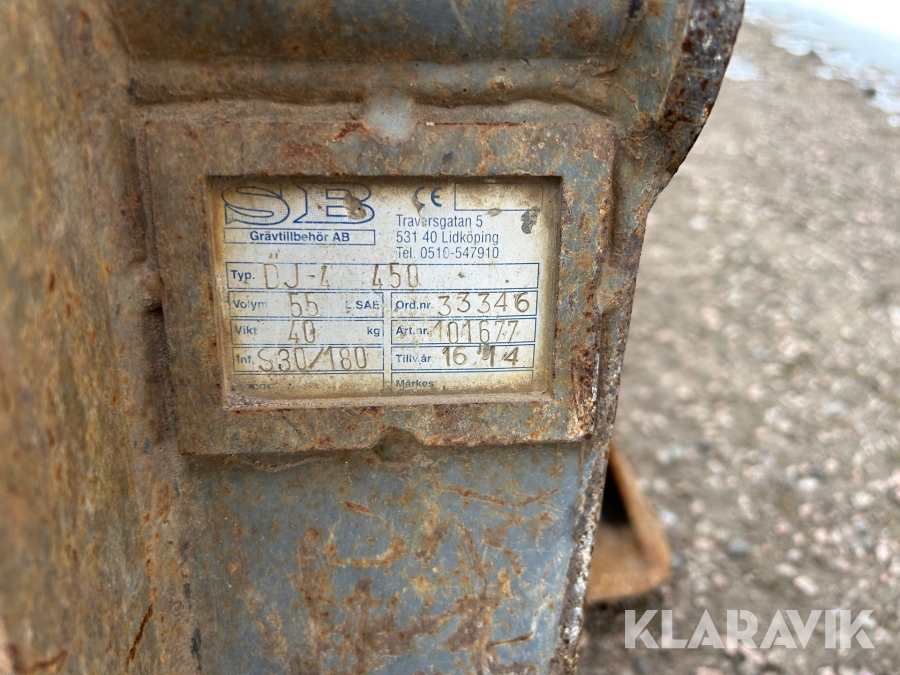 SB
CE
Grävtillbehör AB
Traversgatan 5
531 40 Lidköping
Tel. 0510-547910
Typ. DJ-4 450
Volym 55 L SAE
Ord.nr. 33346
Vikt 40 kg
Art.nr. 101677
Inf. S30/180
Tillv.år 16 14
Märkes
KLARAVIK